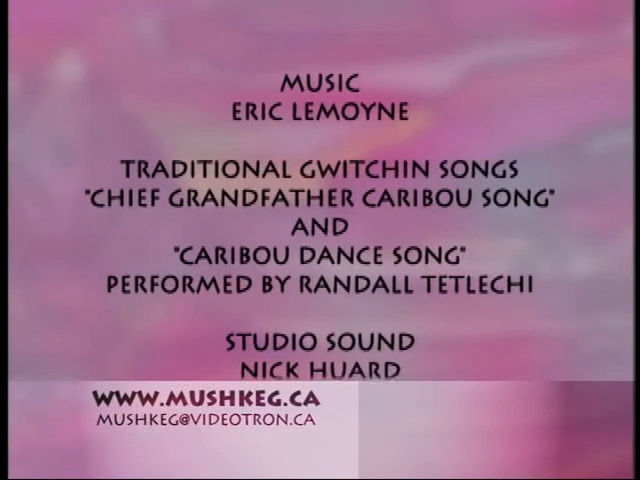 MUSIC
ERIC LEMOYNE
TRADITIONAL GWITCHIN SONGS
"CHIEF GRANDFATHER CARIBOU SONG"
AND
"CARIBOU DANCE SONG"
PERFORMED BY RANDALL TETLECHI
STUDIO SOUND
NICK HUARD
WWW.MUSHKEG.CA
MUSHKEG@VIDEOTRON.CA